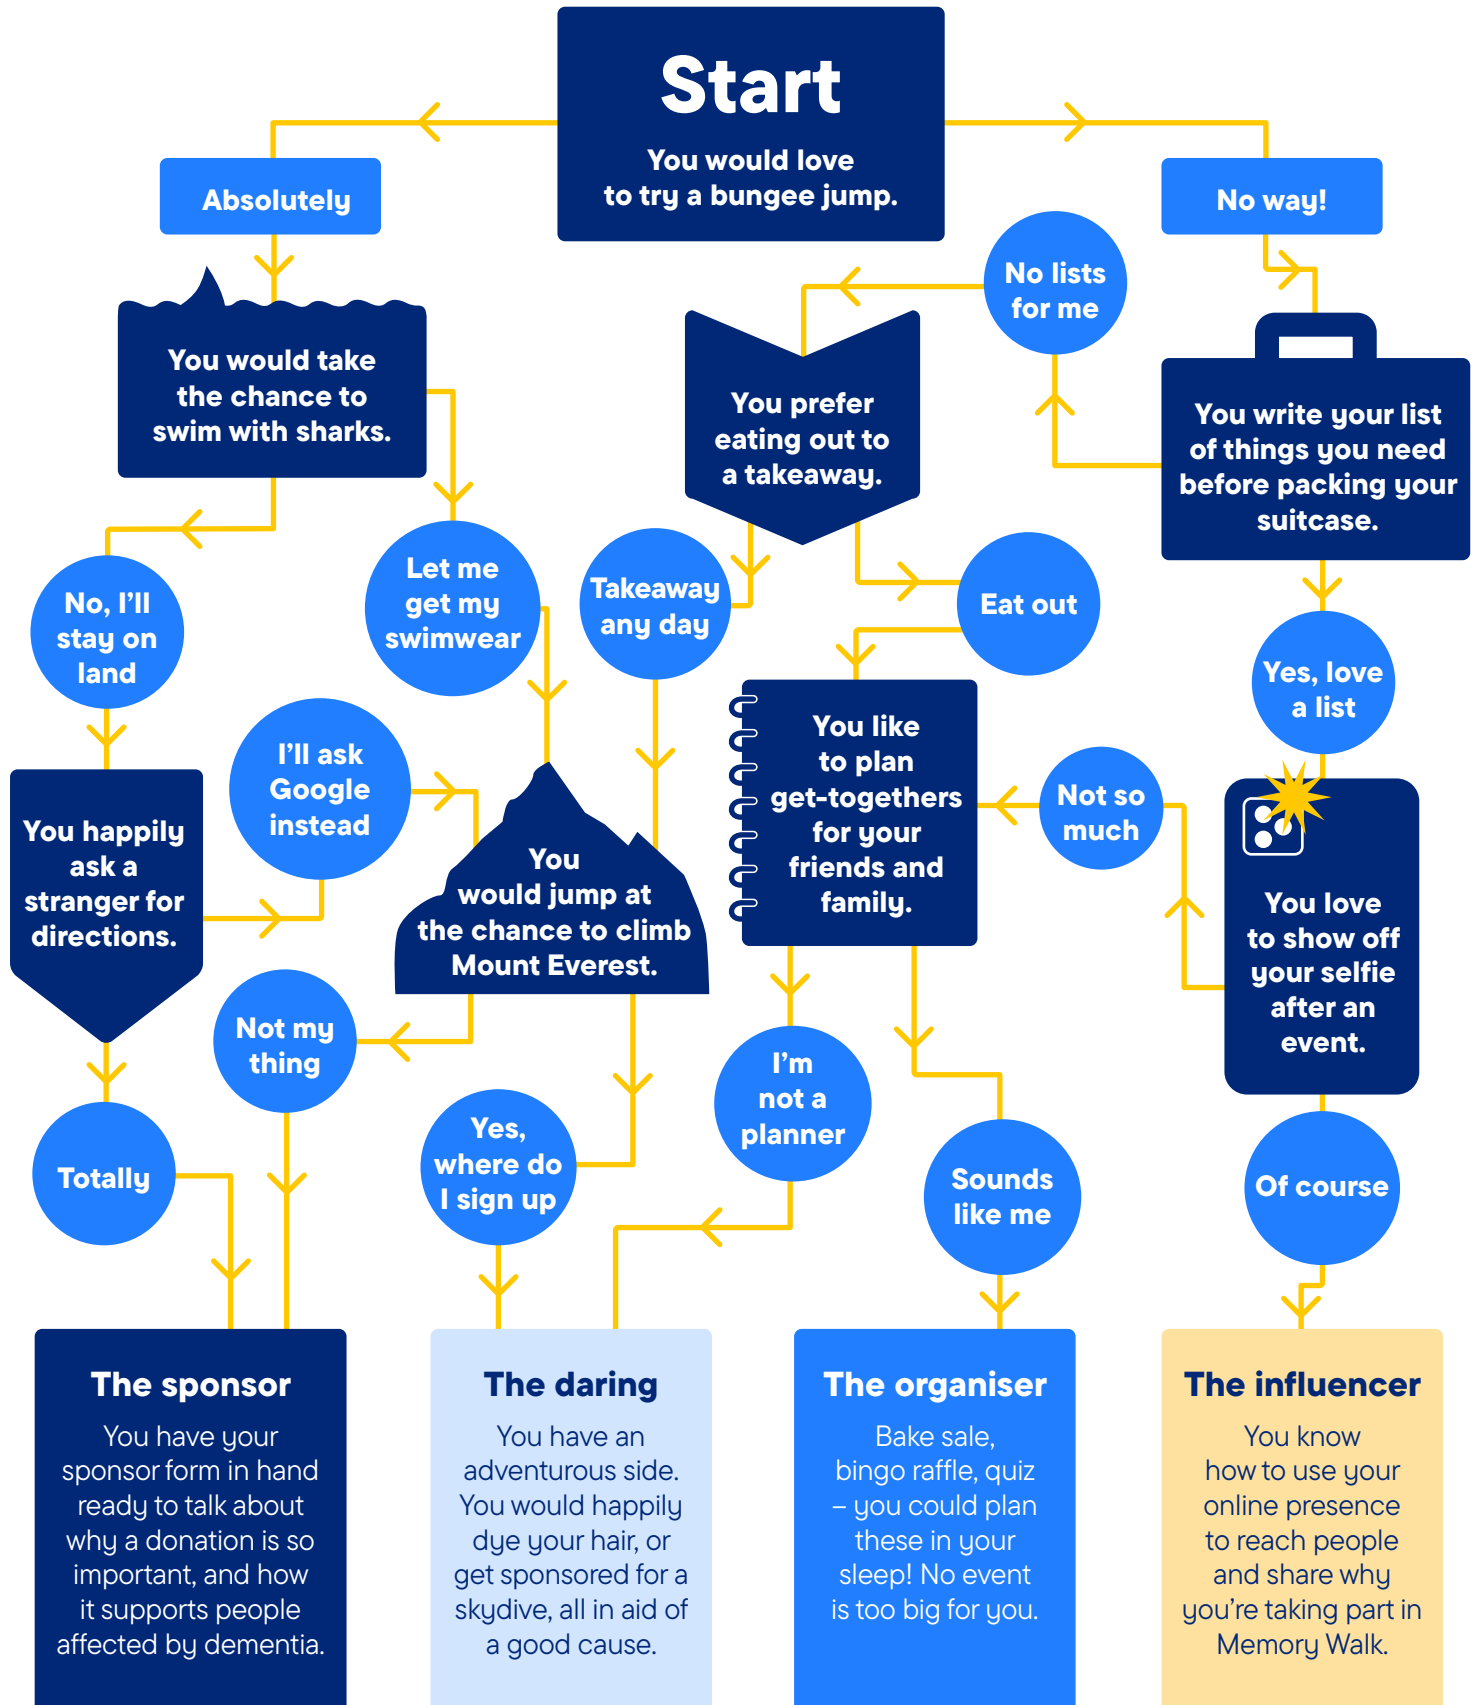 Start
You would love
to try a bungee jump.
Absolutely
No way!
You would take
the chance to
swim with sharks.
No lists
for me
You prefer
eating out to
a takeaway.
You write your list
of things you need
before packing your
suitcase.
No, I'll
stay on
land
Let me
get my
swimwear
Takeaway
any day
Eat out
Yes, love
a list
You happily
ask a
stranger for
directions.
I'll ask
Google
instead
You
would jump at
the chance to climb
Mount Everest.
You like
to plan
get-togethers
for your
friends and
family.
Not so
much
You love
to show off
your selfie
after an
event.
Not my
thing
Totally
Yes,
where do
I sign up
I'm
not a
planner
Sounds
like me
Of course
The sponsor
You have your
sponsor form in hand
ready to talk about
why a donation is so
important, and how
it supports people
affected by dementia.
The daring
You have an
adventurous side.
You would happily
dye your hair, or
get sponsored for a
skydive, all in aid of
a good cause.
The organiser
Bake sale,
bingo raffle, quiz
– you could plan
these in your
sleep! No event
is too big for you.
The influencer
You know
how to use your
online presence
to reach people
and share why
you're taking part in
Memory Walk.